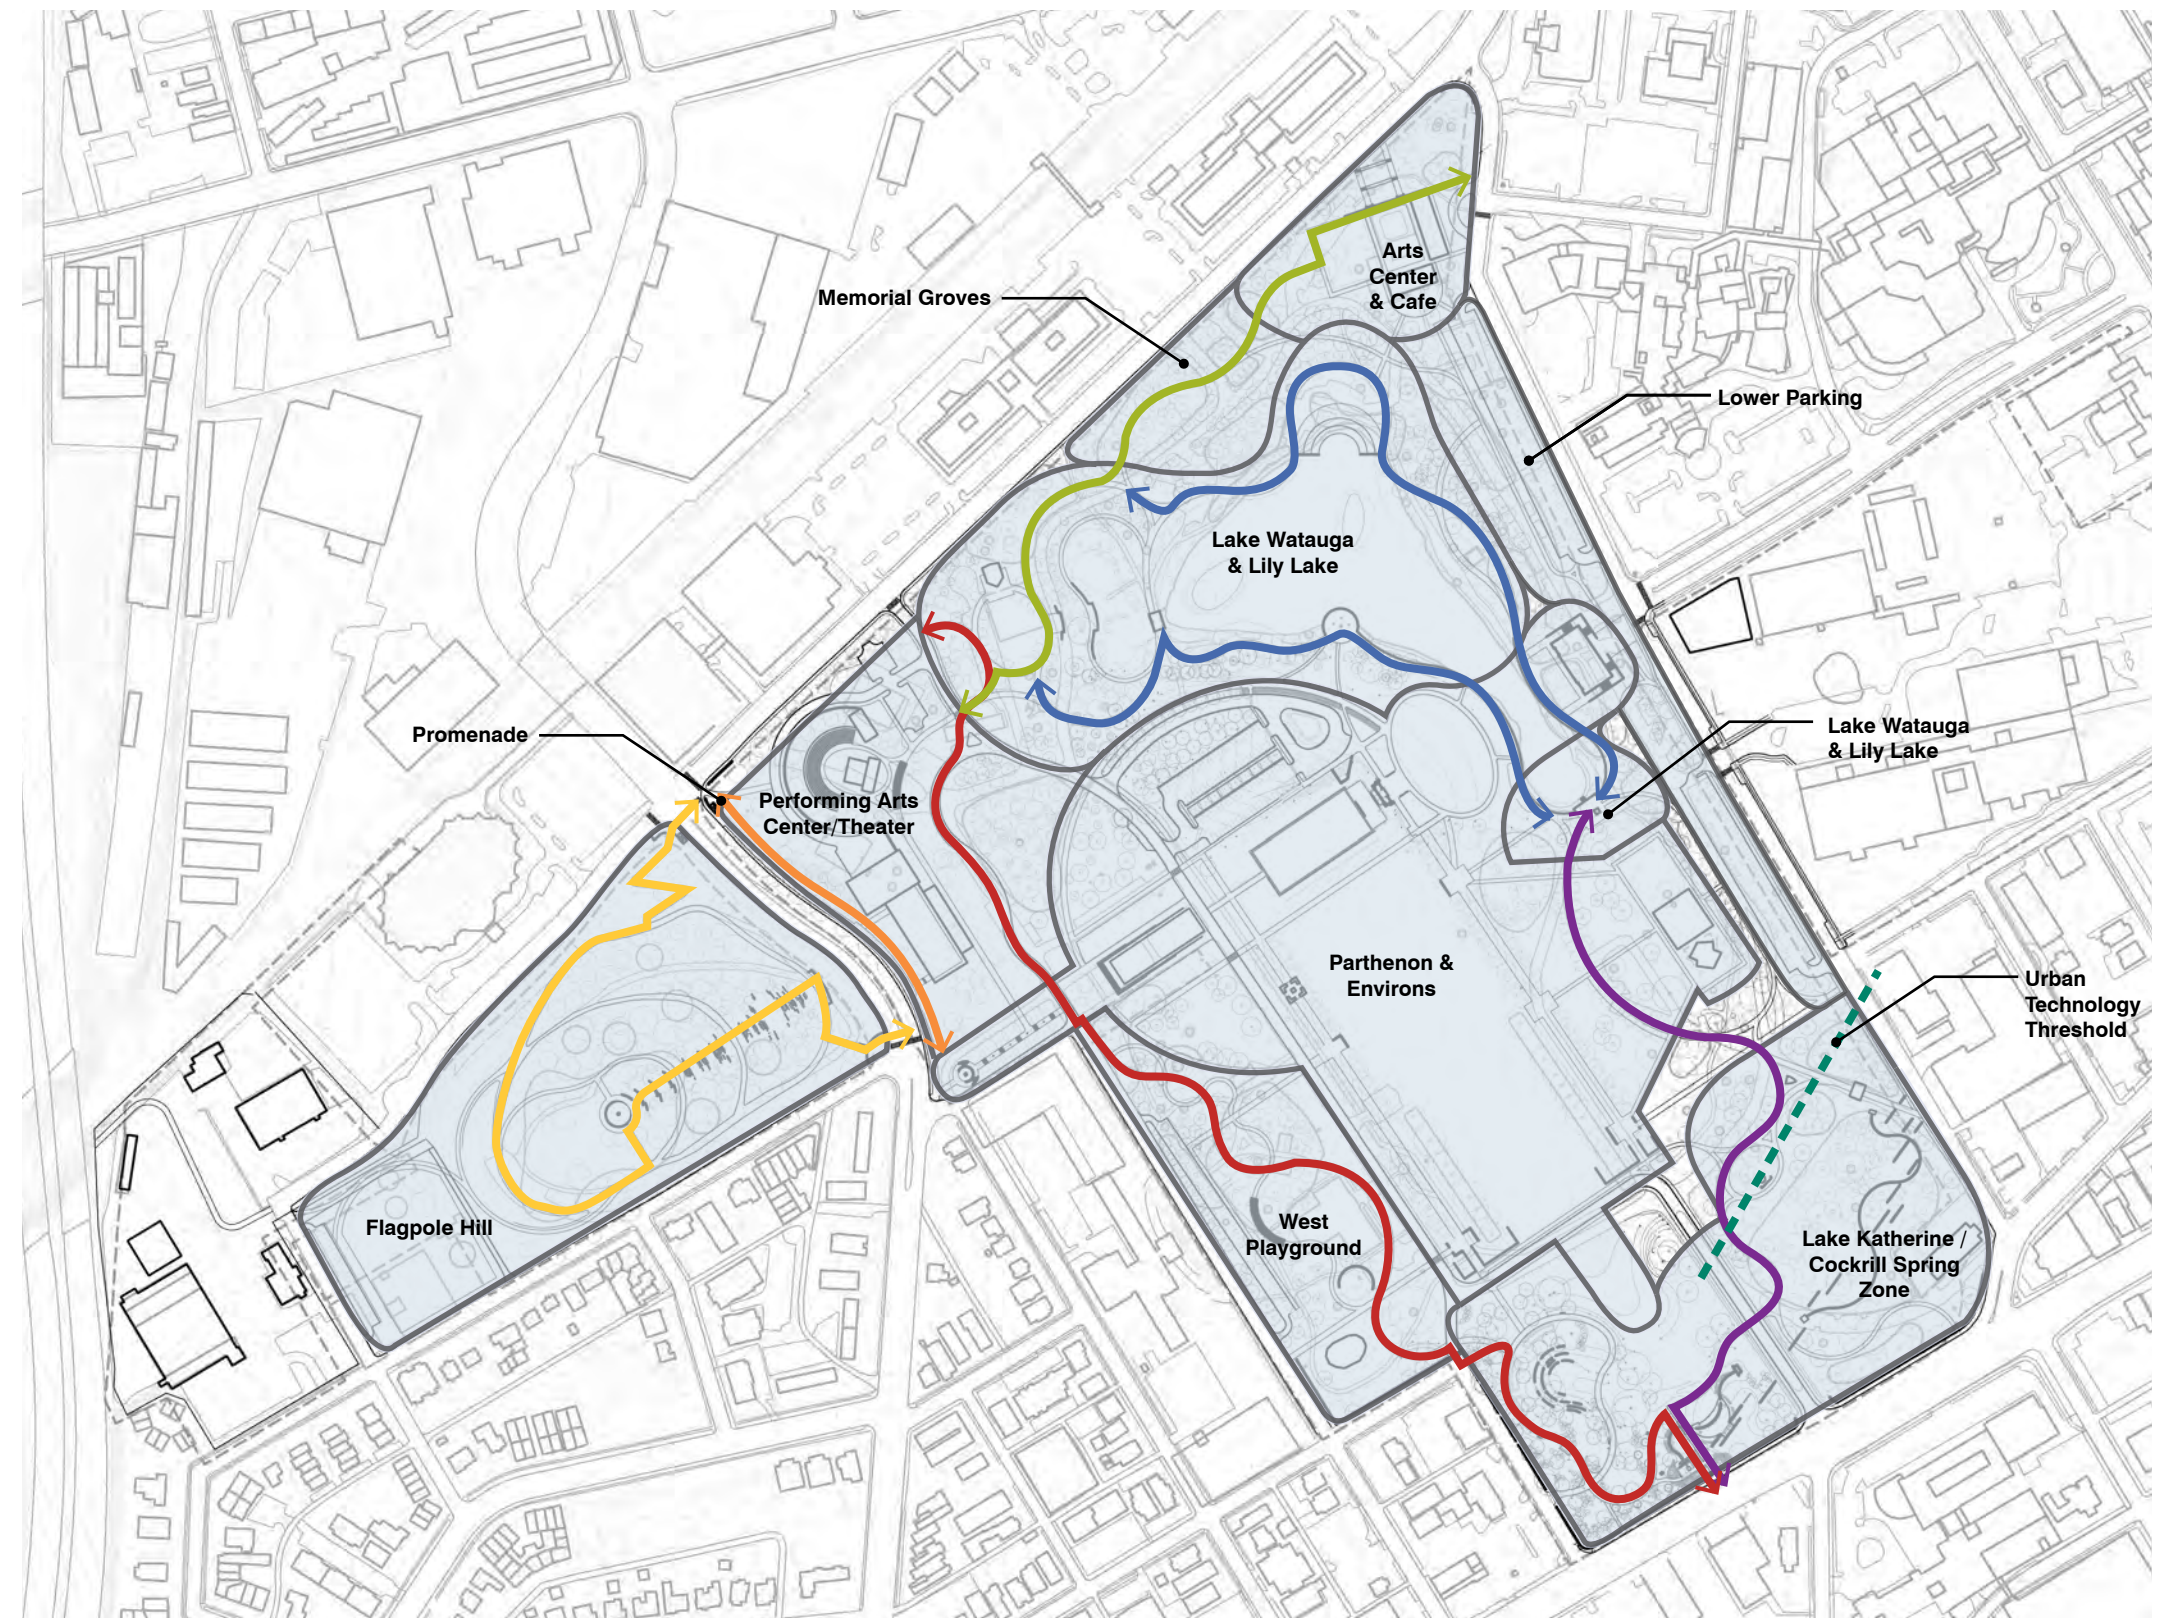 Arts
Center
& Cafe
Memorial Groves
Lower Parking
Lake Watauga
& Lily Lake
Promenade
Lake Watauga
& Lily Lake
Performing Arts
Center/Theater
Parthenon &
Environs
Urban
Technology
Threshold
Flagpole Hill
West
Playground
Lake Katherine /
Cockrill Spring
Zone